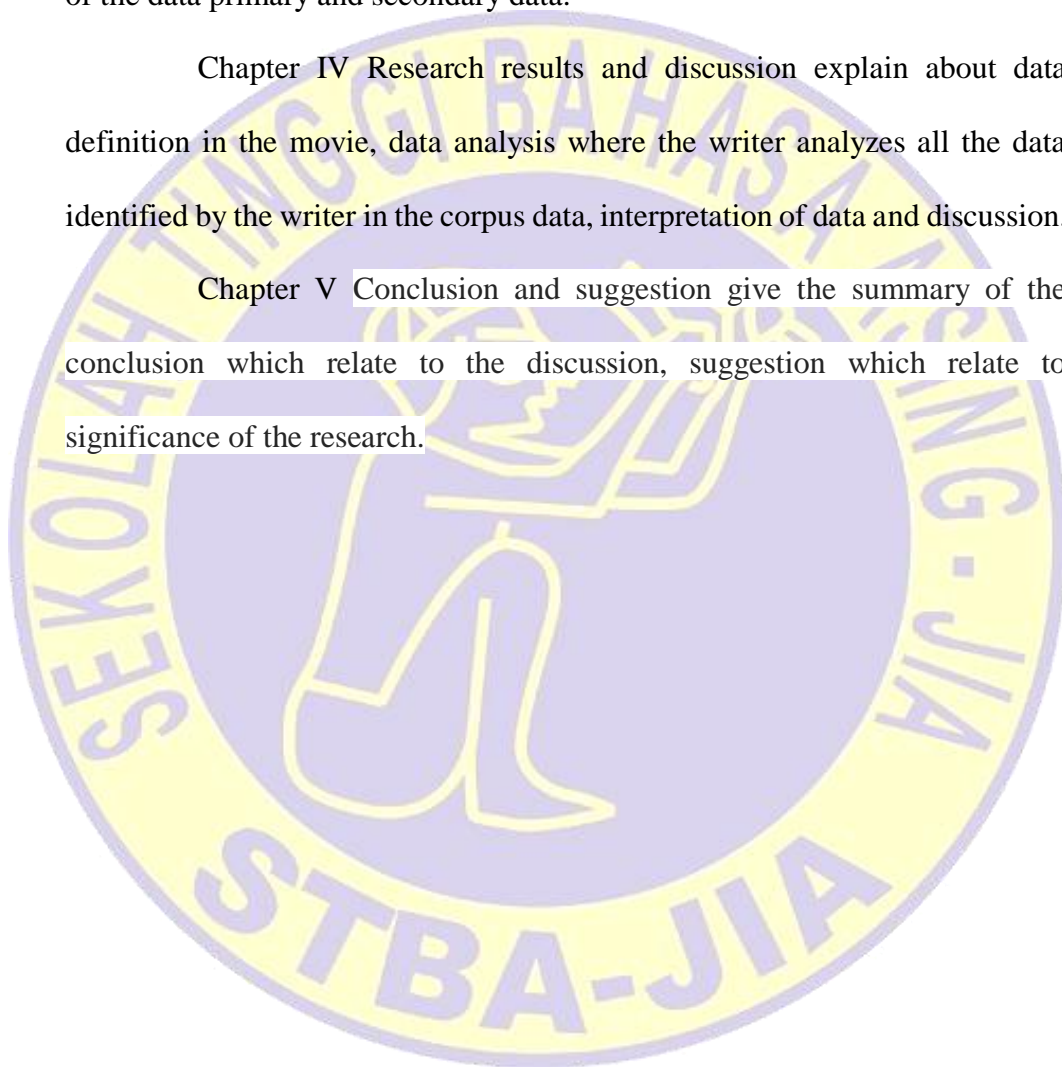 of the data primary and secondary data.
Chapter IV Research results and discussion explain about data
definition in the movie, data analysis where the writer analyzes all the data
identified by the writer in the corpus data, interpretation of data and discussion.
Chapter V Conclusion and suggestion give the summary of the
conclusion which relate to the discussion, suggestion which relate to
significance of the research.
SEKOLAH TINGGI BAHASA ASING - JIA
STBA-JIA